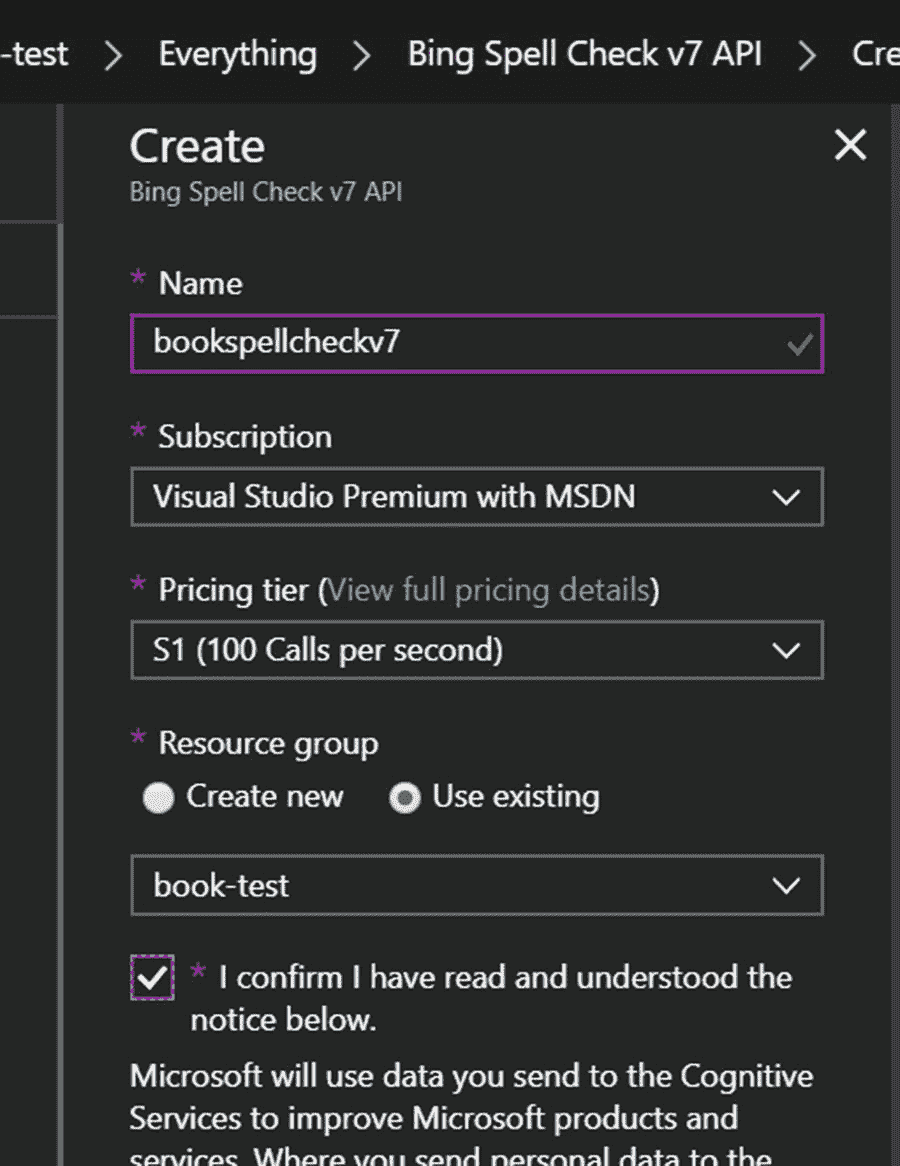 -test > Everything > Bing Spell Check v7 API > Cre
Create
Bing Spell Check v7 API
* Name
bookspellcheckv7
* Subscription
Visual Studio Premium with MSDN
* Pricing tier (View full pricing details)
S1 (100 Calls per second)
* Resource group
Create new Use existing
book-test
* I confirm I have read and understood the
notice below.
Microsoft will use data you send to the Cognitive
Services to improve Microsoft products and
services. Where you send personal data to the